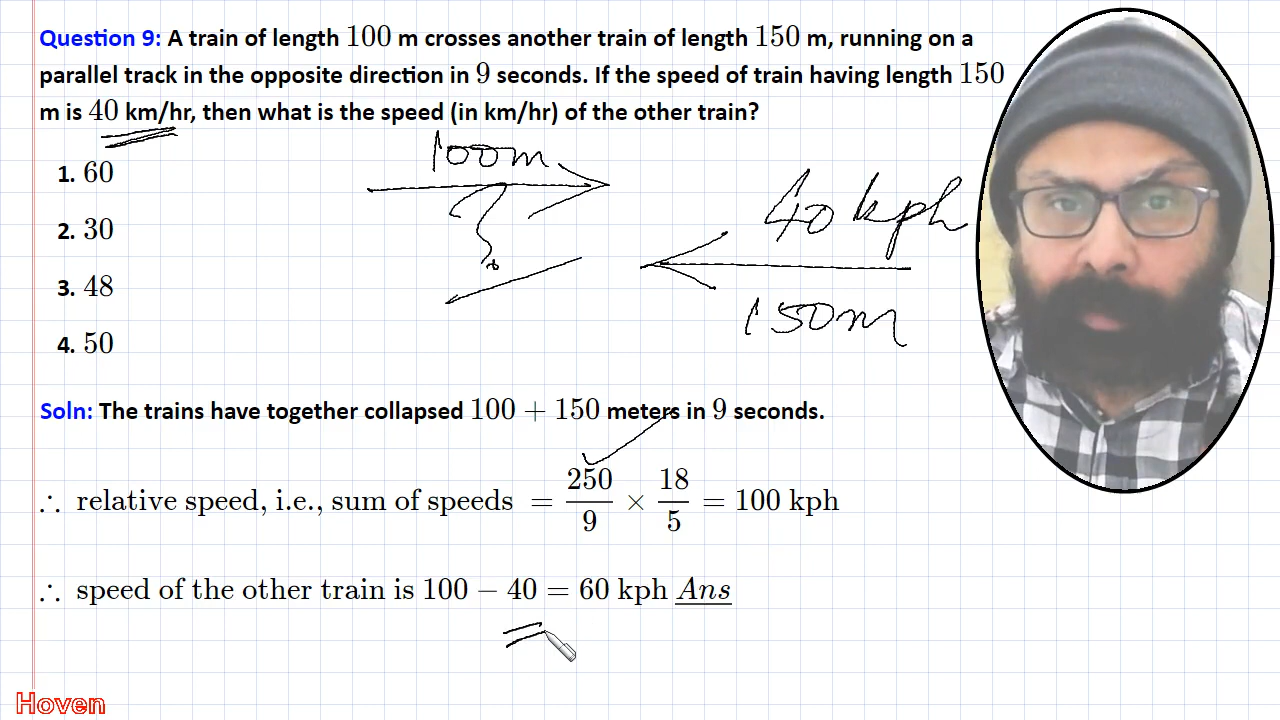 Question 9: A train of length 100 m crosses another train of length 150 m, running on a
parallel track in the opposite direction in 9 seconds. If the speed of train having length 150
m is 40 km/hr, then what is the speed (in km/hr) of the other train?
100m
1. 60
40 kph
2. 30
3. 48
150m
4. 50
Soln: The trains have together collapsed 100 + 150 meters in 9 seconds.
∴ relative speed, i.e., sum of speeds = 250/9 × 18/5 = 100 kph
∴ speed of the other train is 100 − 40 = 60 kph Ans
Hoven